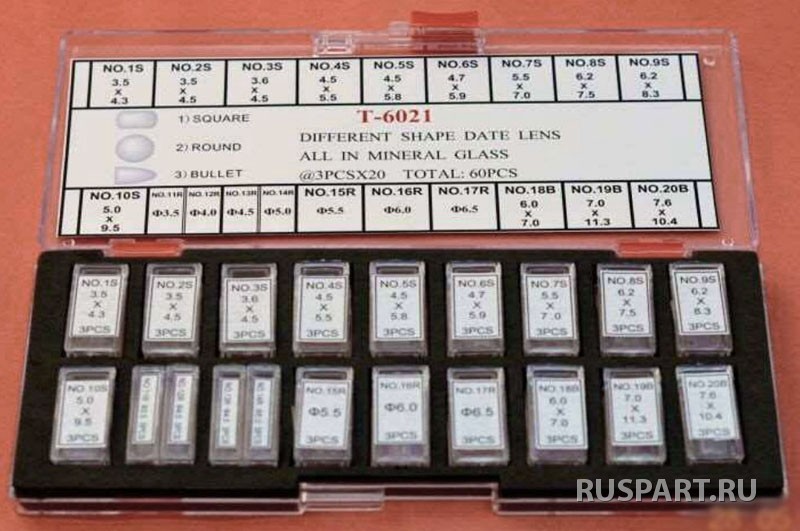 NO.1S NO.2S NO.3S NO.4S NO.5S NO.6S NO.7S NO.8S NO.9S
3.5 3.5 3.6 4.5 4.5 4.7 5.5 6.2 6.2
X X X X X X X X X
4.3 4.5 4.5 5.5 5.8 5.9 7.0 7.5 8.3
T-6021
1) SQUARE
DIFFERENT SHAPE DATE LENS
2) ROUND
ALL IN MINERAL GLASS
3) BULLET
@3PCSX20 TOTAL: 60PCS
NO.10S NO.11R NO.12R NO.13R NO.14R NO.15R NO.16R NO.17R NO.18B NO.19B NO.20B
5.0 Φ3.5 Φ4.0 Φ4.5 Φ5.0 Φ5.5 Φ6.0 Φ6.5 6.0 7.0 7.6
X X X X
9.5 7.0 11.3 10.4
NO.1S NO.2S NO.3S NO.4S NO.5S NO.6S NO.7S NO.8S NO.9S
3.5 3.5 3.6 4.5 4.5 4.7 5.5 6.2 6.2
X X X X X X X X X
4.3 4.5 4.5 5.5 5.8 5.9 7.0 7.5 8.3
3PCS 3PCS 3PCS 3PCS 3PCS 3PCS 3PCS 3PCS 3PCS
NO.10S NO.15R NO.16R NO.17R NO.18B NO.19B NO.20B
5.0 Φ5.5 Φ6.0 Φ6.5 6.0 7.0 7.6
X X X X
9.5 7.0 11.3 10.4
3PCS 3PCS 3PCS 3PCS 3PCS 3PCS 3PCS
RUSPART.RU